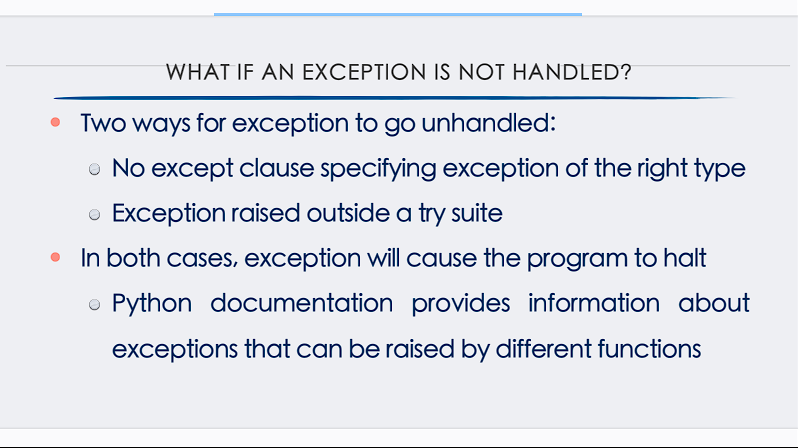 WHAT IF AN EXCEPTION IS NOT HANDLED?
Two ways for exception to go unhandled:
No except clause specifying exception of the right type
Exception raised outside a try suite
In both cases, exception will cause the program to halt
Python documentation provides information about
exceptions that can be raised by different functions